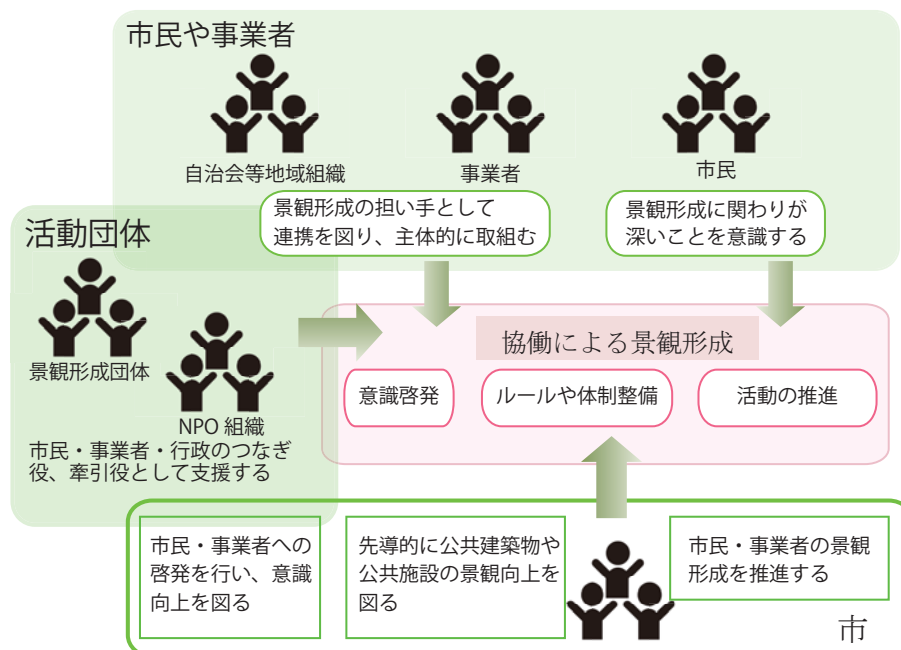 市民や事業者
自治会等地域組織
事業者
市民
景観形成の担い手として
連携を図り、主体的に取組む
景観形成に関わりが
深いことを意識する
活動団体
景観形成団体
NPO 組織
市民・事業者・行政のつなぎ
役、牽引役として支援する
協働による景観形成
意識啓発
ルールや体制整備
活動の推進
市民・事業者への
啓発を行い、意識
向上を図る
先導的に公共建築物や
公共施設の景観向上を
図る
市民・事業者の景観
形成を推進する
市